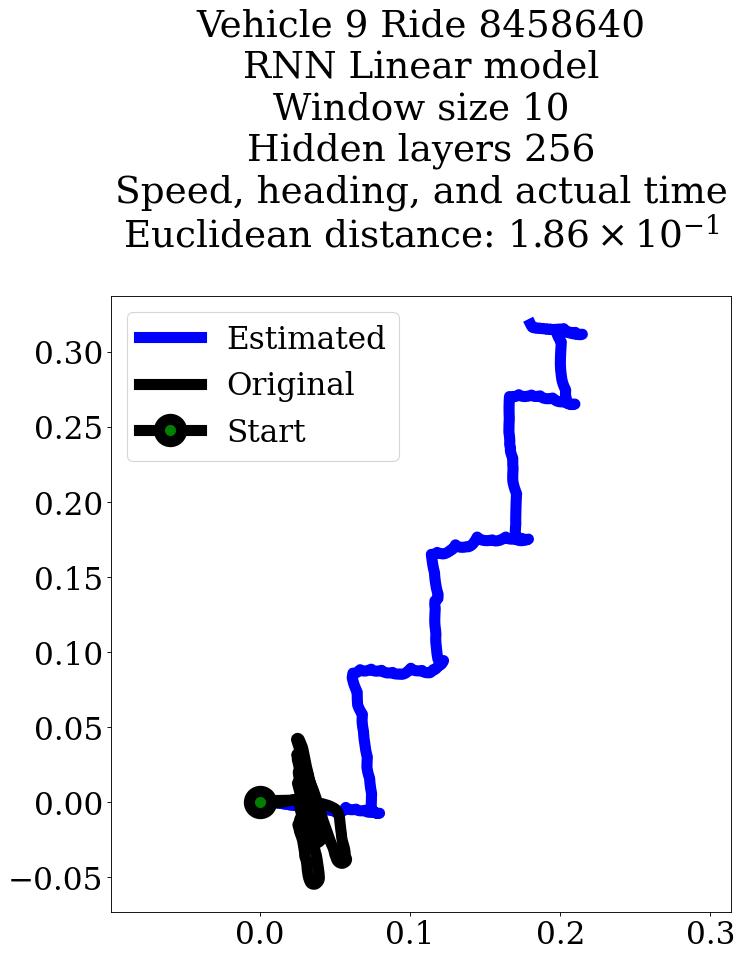 Vehicle 9 Ride 8458640
RNN Linear model
Window size 10
Hidden layers 256
Speed, heading, and actual time
Euclidean distance: 1.86 × 10⁻¹
Estimated
Original
Start
0.30
0.25
0.20
0.15
0.10
0.05
0.00
−0.05
0.0 0.1 0.2 0.3